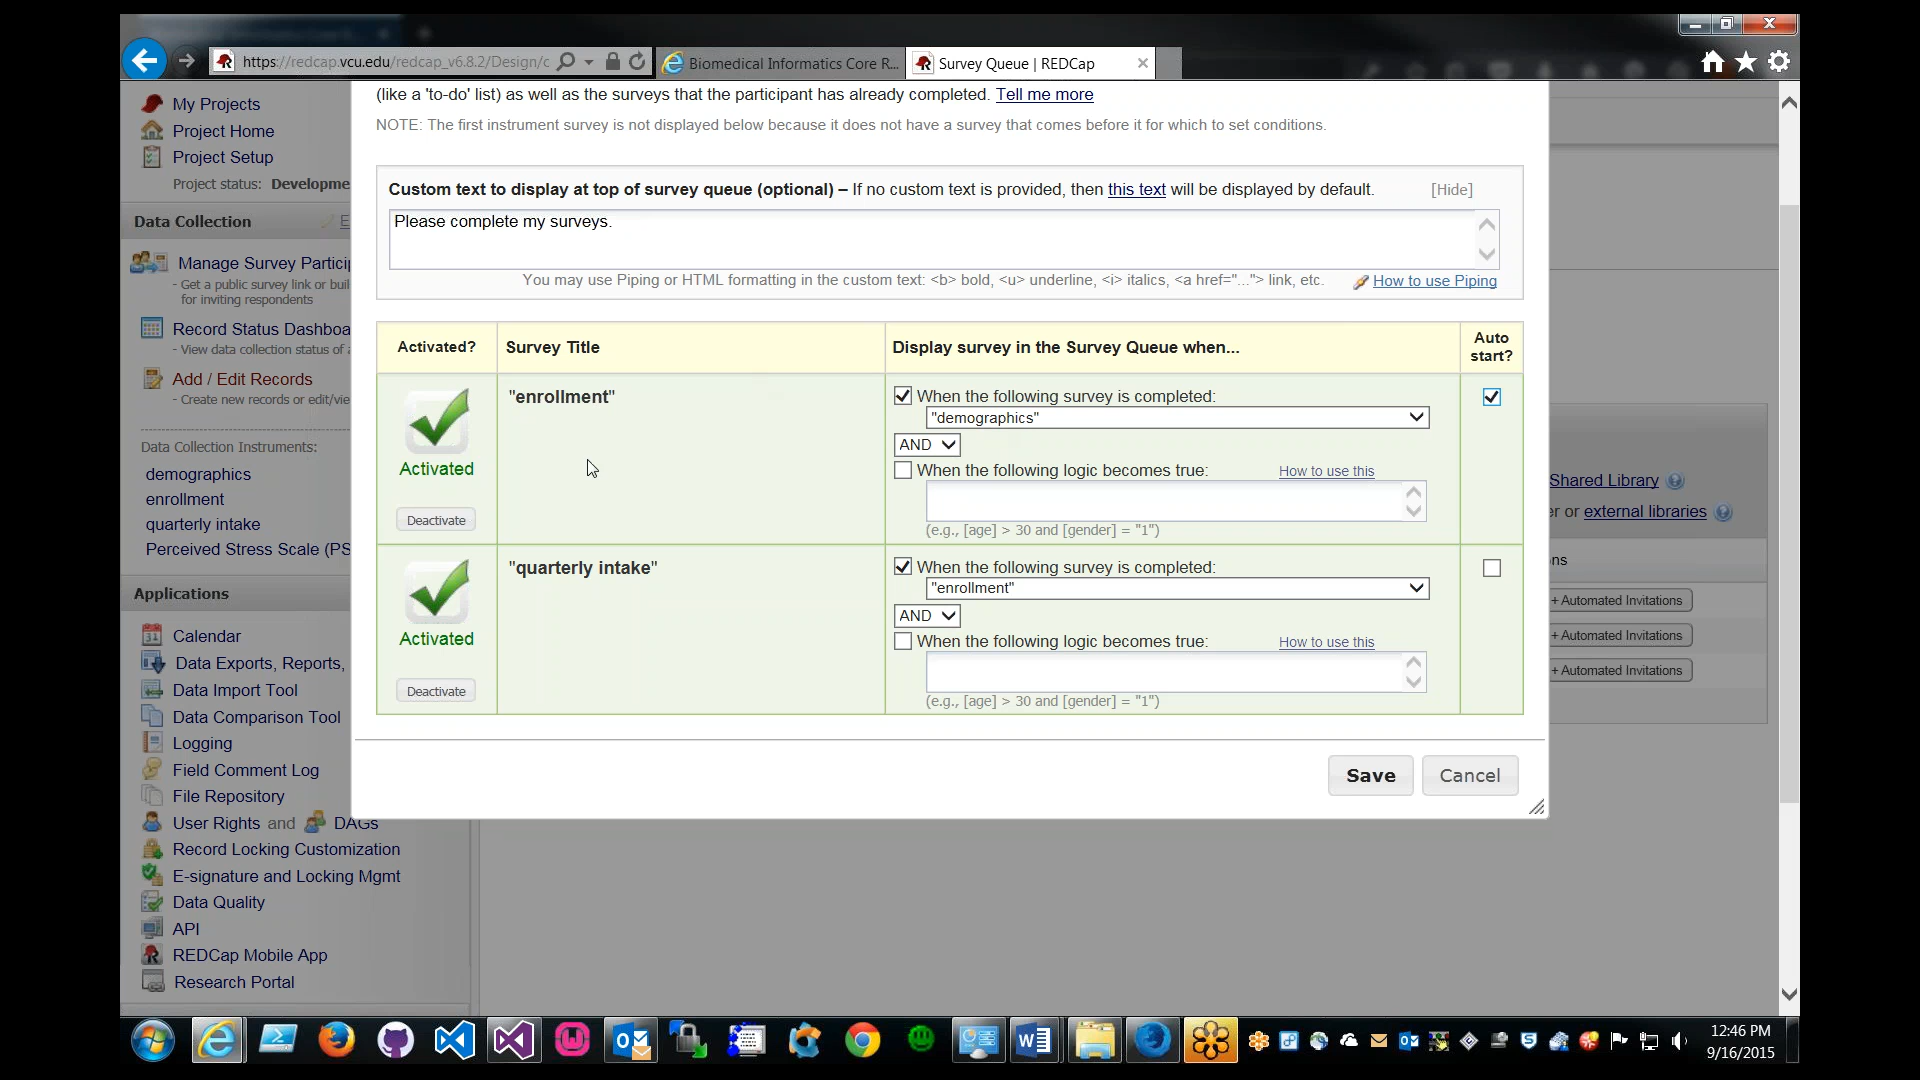 https://redcap.vcu.edu/redcap_v6.8.2/Design/c
Biomedical Informatics Core R...
Survey Queue | REDCap
My Projects
Project Home
Project Setup
Project status: Developme
Data Collection
E
Manage Survey Particip
- Get a public survey link or buil
for inviting respondents
Record Status Dashboa
- View data collection status of a
Add / Edit Records
- Create new records or edit/vie
Data Collection Instruments:
demographics
enrollment
quarterly intake
Perceived Stress Scale (PS
Applications
Calendar
Data Exports, Reports,
Data Import Tool
Data Comparison Tool
Logging
Field Comment Log
File Repository
User Rights and DAGs
Record Locking Customization
E-signature and Locking Mgmt
Data Quality
API
REDCap Mobile App
Research Portal
(like a 'to-do' list) as well as the surveys that the participant has already completed. Tell me more
NOTE: The first instrument survey is not displayed below because it does not have a survey that comes before it for which to set conditions.
Custom text to display at top of survey queue (optional) – If no custom text is provided, then this text will be displayed by default. [Hide]
Please complete my surveys.
You may use Piping or HTML formatting in the custom text: <b> bold, <u> underline, <i> italics, <a href="..."> link, etc. How to use Piping
Activated? Survey Title Display survey in the Survey Queue when... Auto start?
"enrollment"
Activated
Deactivate
When the following survey is completed:
"demographics"
AND
When the following logic becomes true: How to use this
(e.g., [age] > 30 and [gender] = "1")
"quarterly intake"
Activated
Deactivate
When the following survey is completed:
"enrollment"
AND
When the following logic becomes true: How to use this
(e.g., [age] > 30 and [gender] = "1")
Save Cancel
Shared Library
er or external libraries
ons
+ Automated Invitations
+ Automated Invitations
+ Automated Invitations
12:46 PM
9/16/2015